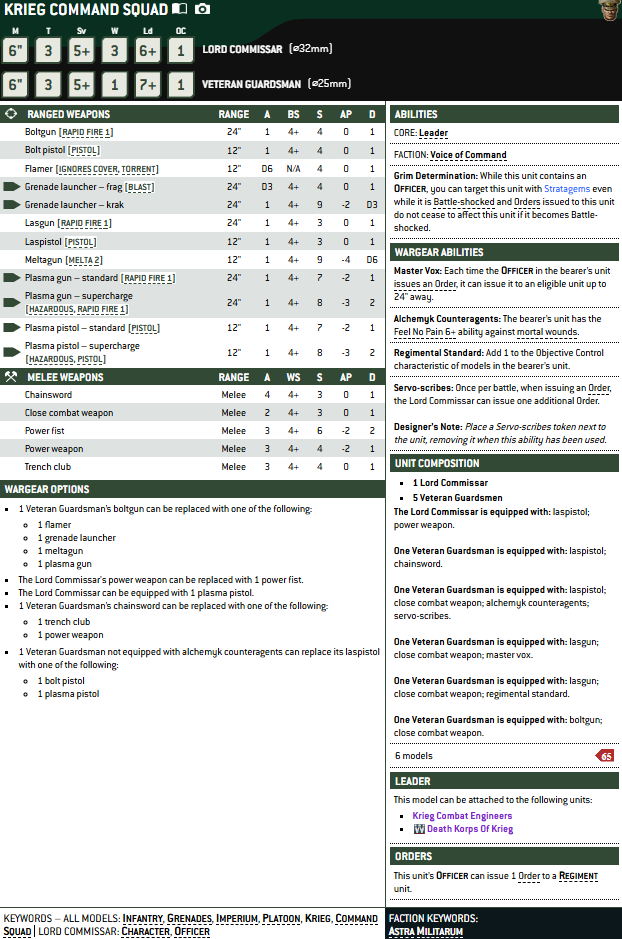 KRIEG COMMAND SQUAD
M T Sv W Ld OC
6" 3 5+ 3 6+ 1 LORD COMMISSAR (⌀32mm)
6" 3 5+ 1 7+ 1 VETERAN GUARDSMAN (⌀25mm)
RANGED WEAPONS RANGE A BS S AP D
Boltgun [RAPID FIRE 1] 24" 1 4+ 4 0 1
Bolt pistol [PISTOL] 12" 1 4+ 4 0 1
Flamer [IGNORES COVER, TORRENT] 12" D6 N/A 4 0 1
Grenade launcher – frag [BLAST] 24" D3 4+ 4 0 1
Grenade launcher – krak 24" 1 4+ 9 -2 D3
Lasgun [RAPID FIRE 1] 24" 1 4+ 3 0 1
Laspistol [PISTOL] 12" 1 4+ 3 0 1
Meltagun [MELTA 2] 12" 1 4+ 9 -4 D6
Plasma gun – standard [RAPID FIRE 1] 24" 1 4+ 7 -2 1
Plasma gun – supercharge
[HAZARDOUS, RAPID FIRE 1] 24" 1 4+ 8 -3 2
Plasma pistol – standard [PISTOL] 12" 1 4+ 7 -2 1
Plasma pistol – supercharge
[HAZARDOUS, PISTOL] 12" 1 4+ 8 -3 2
MELEE WEAPONS RANGE A WS S AP D
Chainsword Melee 4 4+ 3 0 1
Close combat weapon Melee 2 4+ 3 0 1
Power fist Melee 3 4+ 6 -2 2
Power weapon Melee 3 4+ 4 -2 1
Trench club Melee 3 4+ 4 0 1
WARGEAR OPTIONS
1 Veteran Guardsman's boltgun can be replaced with one of the following:
1 flamer
1 grenade launcher
1 meltagun
1 plasma gun
The Lord Commissar's power weapon can be replaced with 1 power fist.
The Lord Commissar can be equipped with 1 plasma pistol.
1 Veteran Guardsman's chainsword can be replaced with one of the following:
1 trench club
1 power weapon
1 Veteran Guardsman not equipped with alchemyk counteragents can replace its laspistol
with one of the following:
1 bolt pistol
1 plasma pistol
ABILITIES
CORE: Leader
FACTION: Voice of Command
Grim Determination: While this unit contains an
OFFICER, you can target this unit with Stratagems even
while it is Battle-shocked and Orders issued to this unit
do not cease to affect this unit if it becomes Battle-
shocked.
WARGEAR ABILITIES
Master Vox: Each time the OFFICER in the bearer's unit
issues an Order, it can issue it to an eligible unit up to
24" away.
Alchemyk Counteragents: The bearer's unit has the
Feel No Pain 6+ ability against mortal wounds.
Regimental Standard: Add 1 to the Objective Control
characteristic of models in the bearer's unit.
Servo-scribes: Once per battle, when issuing an Order,
the Lord Commissar can issue one additional Order.
Designer's Note: Place a Servo-scribes token next to
the unit, removing it when this ability has been used.
UNIT COMPOSITION
1 Lord Commissar
5 Veteran Guardsmen
The Lord Commissar is equipped with: laspistol;
power weapon.
One Veteran Guardsman is equipped with: laspistol;
chainsword.
One Veteran Guardsman is equipped with: laspistol;
close combat weapon; alchemyk counteragents;
servo-scribes.
One Veteran Guardsman is equipped with: lasgun;
close combat weapon; master vox.
One Veteran Guardsman is equipped with: lasgun;
close combat weapon; regimental standard.
One Veteran Guardsman is equipped with: boltgun;
close combat weapon.
6 models 65
LEADER
This model can be attached to the following units:
Krieg Combat Engineers
Death Korps Of Krieg
ORDERS
This unit's OFFICER can issue 1 Order to a REGIMENT
unit.
KEYWORDS – ALL MODELS: INFANTRY, GRENADES, IMPERIUM, PLATOON, KRIEG, COMMAND
SQUAD | LORD COMMISSAR: CHARACTER, OFFICER
FACTION KEYWORDS:
ASTRA MILITARUM